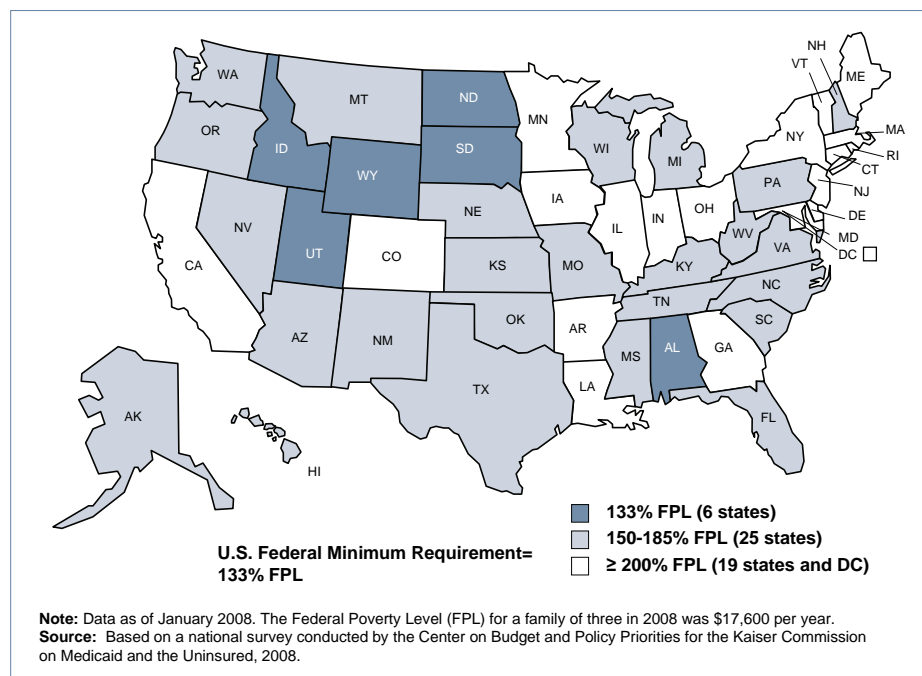 NH
VT
ME
WA
MT
ND
MN
OR
ID
SD
WI
MI
NY
MA
RI
CT
WY
PA
NJ
IA
NE
NV
OH
DE
IL
IN
MD
UT
CO
WV
VA
DC
CA
KS
MO
KY
NC
TN
AZ
NM
OK
AR
SC
MS
AL
GA
TX
LA
AK
FL
HI
133% FPL (6 states)
150-185% FPL (25 states)
≥ 200% FPL (19 states and DC)
U.S. Federal Minimum Requirement=
133% FPL
Note: Data as of January 2008. The Federal Poverty Level (FPL) for a family of three in 2008 was $17,600 per year.
Source: Based on a national survey conducted by the Center on Budget and Policy Priorities for the Kaiser Commission
on Medicaid and the Uninsured, 2008.